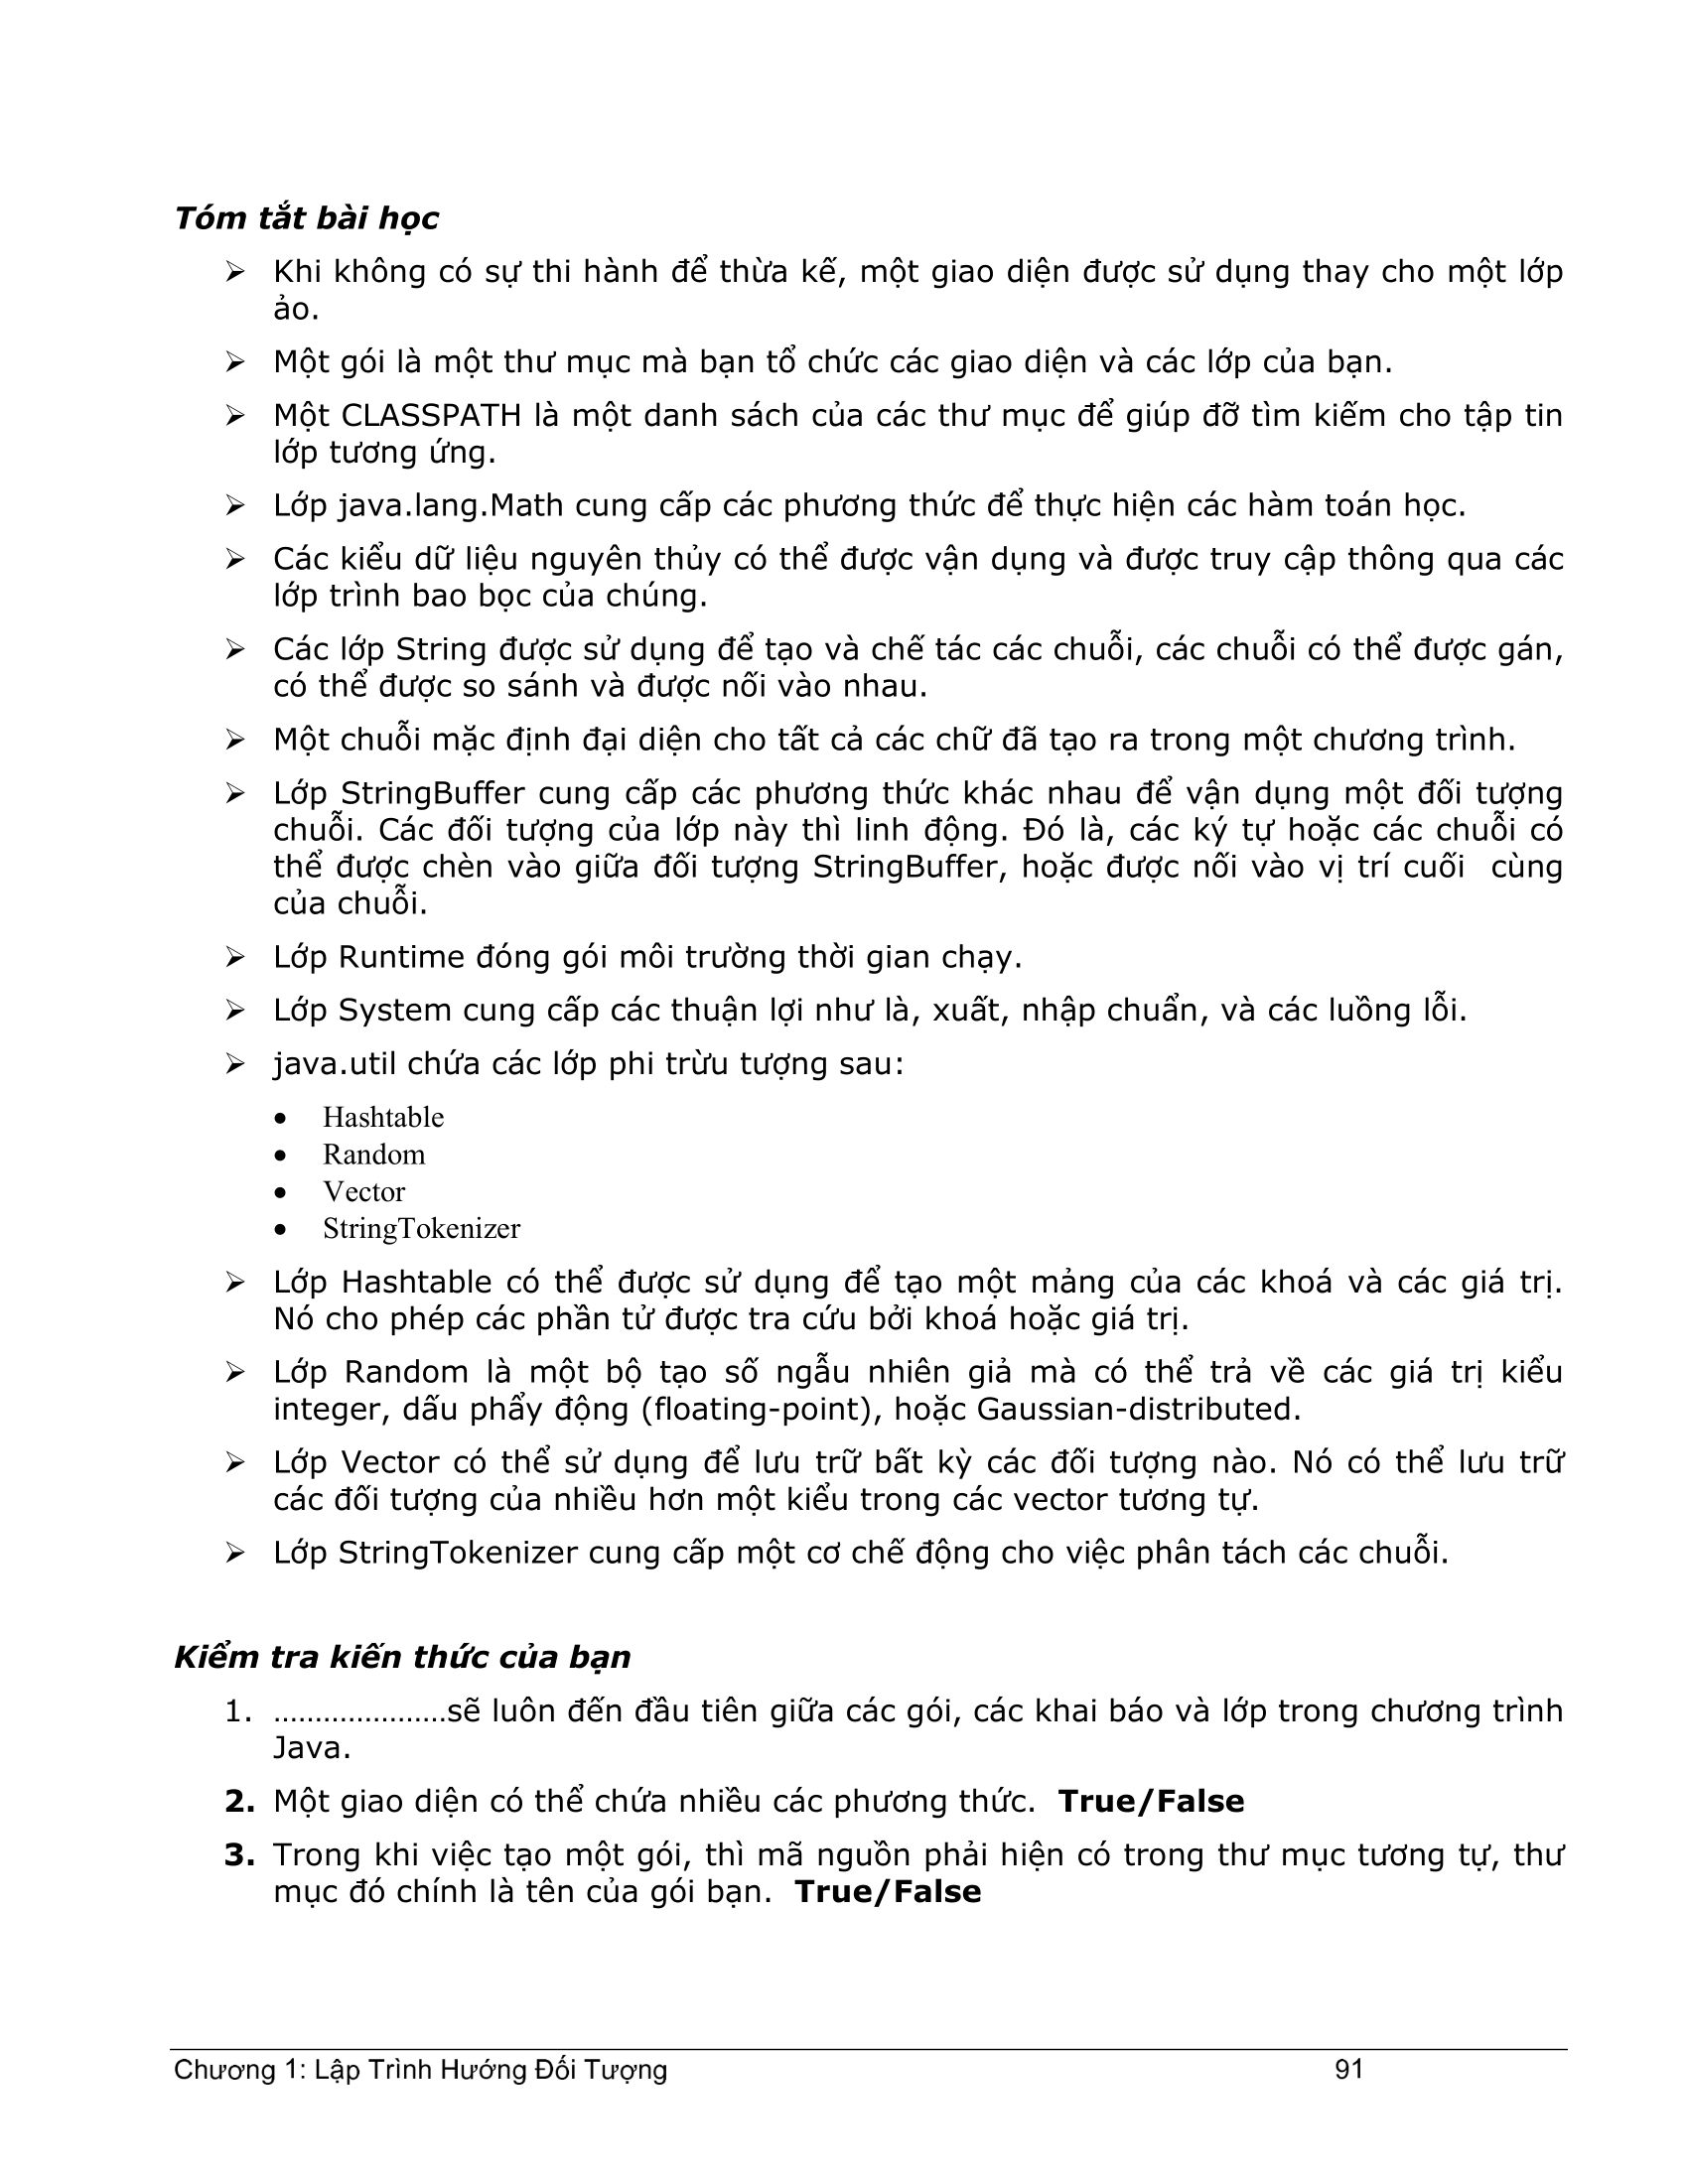 Tóm tắt bài học
➢ Khi không có sự thi hành để thừa kế, một giao diện được sử dụng thay cho một lớp
ảo.
➢ Một gói là một thư mục mà bạn tổ chức các giao diện và các lớp của bạn.
➢ Một CLASSPATH là một danh sách của các thư mục để giúp đỡ tìm kiếm cho tập tin
lớp tương ứng.
➢ Lớp java.lang.Math cung cấp các phương thức để thực hiện các hàm toán học.
➢ Các kiểu dữ liệu nguyên thủy có thể được vận dụng và được truy cập thông qua các
lớp trình bao bọc của chúng.
➢ Các lớp String được sử dụng để tạo và chế tác các chuỗi, các chuỗi có thể được gán,
có thể được so sánh và được nối vào nhau.
➢ Một chuỗi mặc định đại diện cho tất cả các chữ đã tạo ra trong một chương trình.
➢ Lớp StringBuffer cung cấp các phương thức khác nhau để vận dụng một đối tượng
chuỗi. Các đối tượng của lớp này thì linh động. Đó là, các ký tự hoặc các chuỗi có
thể được chèn vào giữa đối tượng StringBuffer, hoặc được nối vào vị trí cuối  cùng
của chuỗi.
➢ Lớp Runtime đóng gói môi trường thời gian chạy.
➢ Lớp System cung cấp các thuận lợi như là, xuất, nhập chuẩn, và các luồng lỗi.
➢ java.util chứa các lớp phi trừu tượng sau:
• Hashtable
• Random
• Vector
• StringTokenizer
➢ Lớp Hashtable có thể được sử dụng để tạo một mảng của các khoá và các giá trị.
Nó cho phép các phần tử được tra cứu bởi khoá hoặc giá trị.
➢ Lớp Random là một bộ tạo số ngẫu nhiên giả mà có thể trả về các giá trị kiểu
integer, dấu phẩy động (floating-point), hoặc Gaussian-distributed.
➢ Lớp Vector có thể sử dụng để lưu trữ bất kỳ các đối tượng nào. Nó có thể lưu trữ
các đối tượng của nhiều hơn một kiểu trong các vector tương tự.
➢ Lớp StringTokenizer cung cấp một cơ chế động cho việc phân tách các chuỗi.
Kiểm tra kiến thức của bạn
1. …………………sẽ luôn đến đầu tiên giữa các gói, các khai báo và lớp trong chương trình
Java.
2. Một giao diện có thể chứa nhiều các phương thức.  True/False
3. Trong khi việc tạo một gói, thì mã nguồn phải hiện có trong thư mục tương tự, thư
mục đó chính là tên của gói bạn.  True/False
Chương 1: Lập Trình Hướng Đối Tượng 91